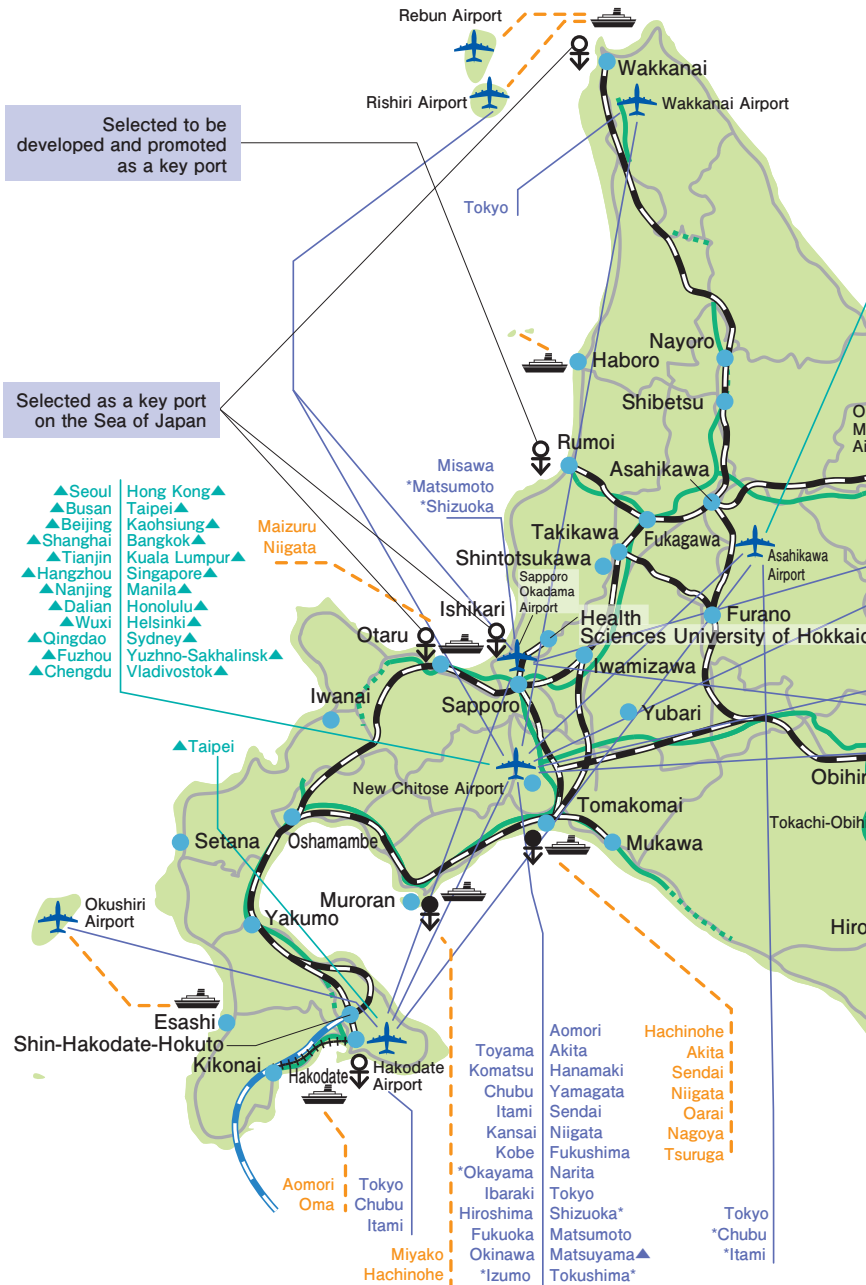 Rebun Airport
Wakkanai
Rishiri Airport
Wakkanai Airport
Selected to be
developed and promoted
as a key port
Tokyo
Nayoro
Haboro
Shibetsu
Selected as a key port
on the Sea of Japan
O
M
Ai
Rumoi
Asahikawa
Misawa
*Matsumoto
*Shizuoka
▲Seoul Hong Kong▲
▲Busan Taipei▲
▲Beijing Kaohsiung▲
▲Shanghai Bangkok▲
▲Tianjin Kuala Lumpur▲
▲Hangzhou Singapore▲
▲Nanjing Manila▲
▲Dalian Honolulu▲
▲Wuxi Helsinki▲
▲Qingdao Sydney▲
▲Fuzhou Yuzhno-Sakhalinsk▲
▲Chengdu Vladivostok▲
Maizuru
Niigata
Takikawa
Fukagawa
Shintotsukawa
Asahikawa
Airport
Sapporo
Okadama
Airport
Ishikari
Otaru
Health
Sciences University of Hokkaid
Furano
Iwamizawa
Iwanai
Sapporo
Yubari
▲Taipei
New Chitose Airport
Obihir
Tomakomai
Tokachi-Obih
Setana
Oshamambe
Mukawa
Okushiri
Airport
Muroran
Yakumo
Hiro
Esashi
Shin-Hakodate-Hokuto
Kikonai
Hakodate
Hakodate
Airport
Aomori
Oma
Tokyo
Chubu
Itami
Miyako
Hachinohe
Aomori
Toyama Akita
Komatsu Hanamaki
Chubu Yamagata
Itami Sendai
Kansai Niigata
Kobe Fukushima
*Okayama Narita
Ibaraki Tokyo
Hiroshima Shizuoka*
Fukuoka Matsumoto
Okinawa Matsuyama▲
*Izumo Tokushima*
Hachinohe
Akita
Sendai
Niigata
Oarai
Nagoya
Tsuruga
Tokyo
*Chubu
*Itami